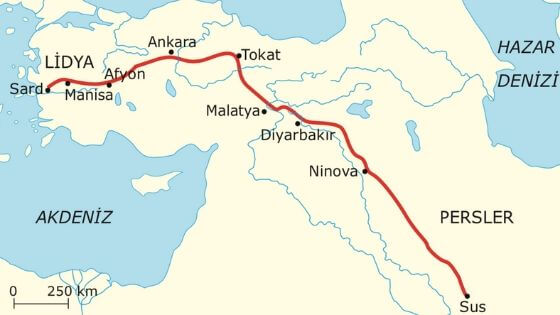 HAZAR
DENİZİ
Ankara
Tokat
LİDYA
Afyon
Sard
Manisa
Malatya
Diyarbakır
Ninova
AKDENİZ
PERSLER
0 250 km
Sus